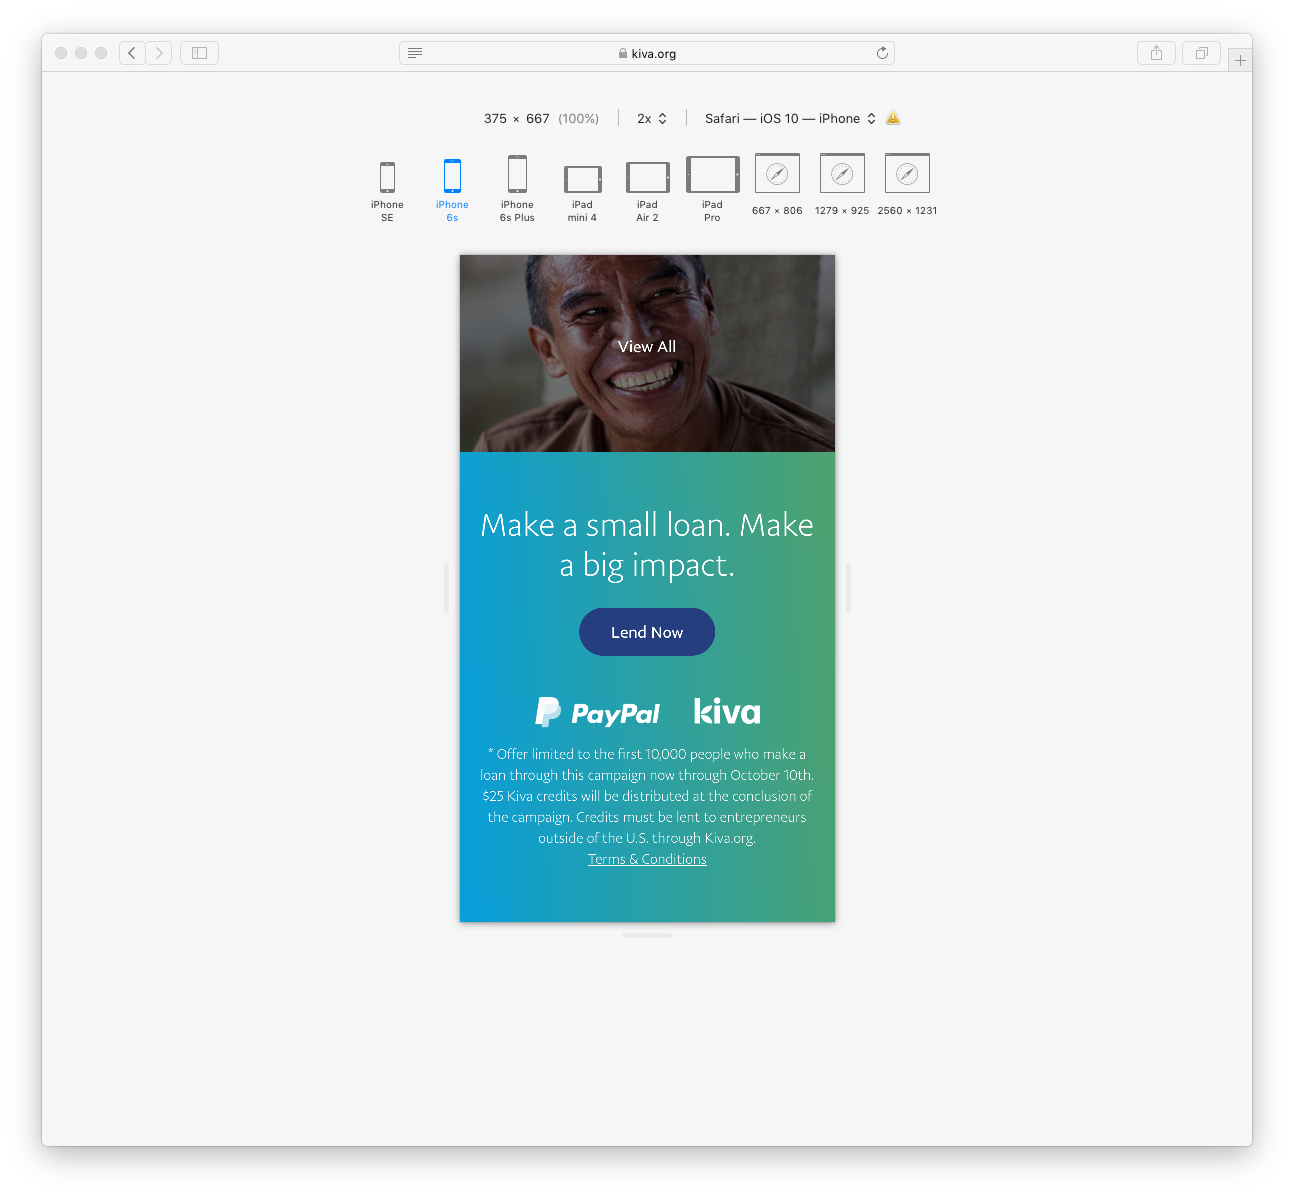 kiva.org
375 × 667 (100%) 2x Safari — iOS 10 — iPhone
iPhone SE
iPhone 6s
iPhone 6s Plus
iPad mini 4
iPad Air 2
iPad Pro
667 × 806
1279 × 925
2560 × 1231
View All
Make a small loan. Make
a big impact.
Lend Now
PayPal kiva
* Offer limited to the first 10,000 people who make a
loan through this campaign now through October 10th.
$25 Kiva credits will be distributed at the conclusion of
the campaign. Credits must be lent to entrepreneurs
outside of the U.S. through Kiva.org.
Terms & Conditions